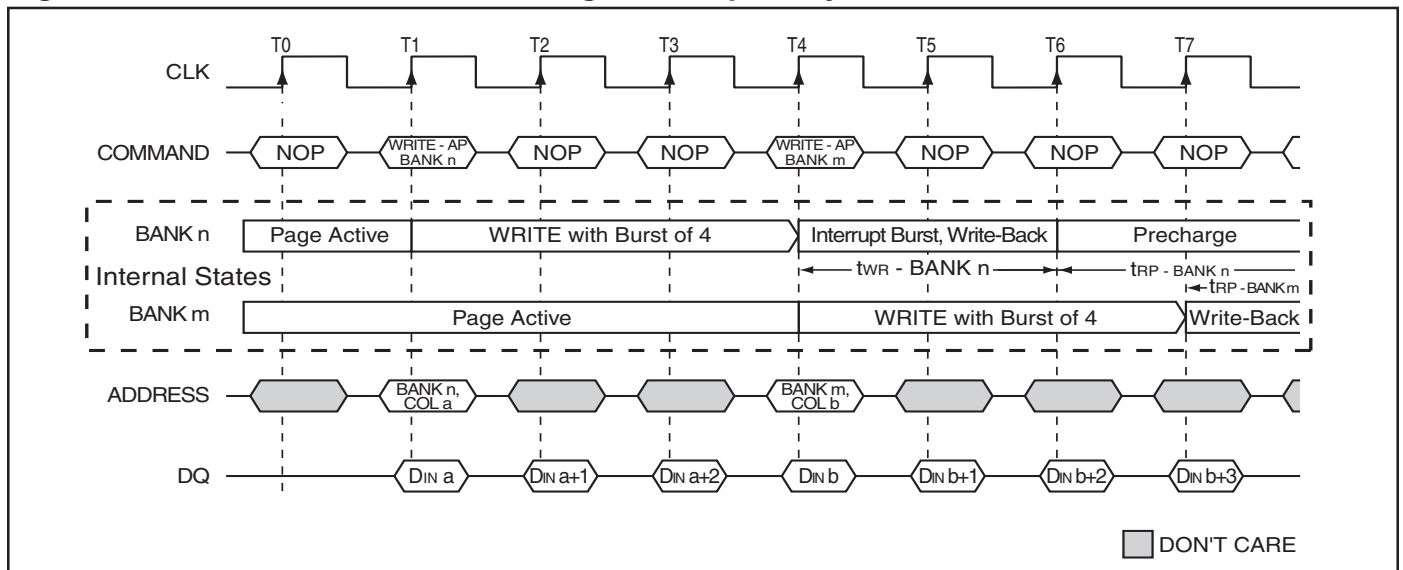 T0 T1 T2 T3 T4 T5 T6 T7
CLK
COMMAND NOP WRITE - AP BANK n NOP NOP WRITE - AP BANK m NOP NOP NOP
BANK n Page Active WRITE with Burst of 4 Interrupt Burst, Write-Back Precharge
Internal States tWR - BANK n tRP - BANK n
tRP - BANK m
BANK m Page Active WRITE with Burst of 4 Write-Back
ADDRESS BANK n, COL a BANK m, COL b
DQ DIN a DIN a+1 DIN a+2 DIN b DIN b+1 DIN b+2 DIN b+3
DON'T CARE